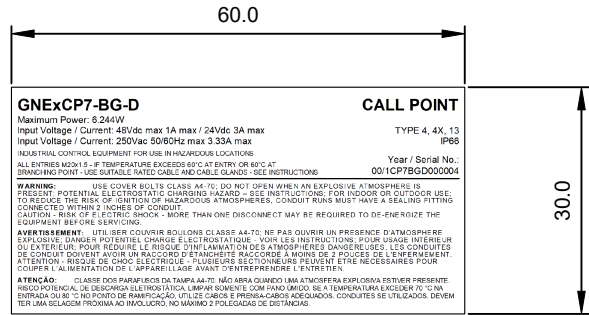 60.0
GNExCP7-BG-D
CALL POINT
Maximum Power: 6.244W
Input Voltage / Current: 48Vdc max 1A max / 24Vdc 3A max
TYPE 4, 4X, 13
Input Voltage / Current: 250Vac 50/60Hz max 3.33A max
IP66
INDUSTRIAL CONTROL EQUIPMENT FOR USE IN HAZARDOUS LOCATIONS
Year / Serial No.:
ALL ENTRIES M20x1.5 - IF TEMPERATURE EXCEEDS 60°C AT ENTRY OR 60°C AT
BRANCHING POINT - USE SUITABLE RATED CABLE AND CABLE GLANDS - SEE INSTRUCTIONS
00/1CP7BGD000004
WARNING: USE COVER BOLTS CLASS A4-70; DO NOT OPEN WHEN AN EXPLOSIVE ATMOSPHERE IS
PRESENT; POTENTIAL ELECTROSTATIC CHARGING HAZARD – SEE INSTRUCTIONS; FOR INDOOR OR OUTDOOR USE;
TO REDUCE THE RISK OF IGNITION OF HAZARDOUS ATMOSPHERES, CONDUIT RUNS MUST HAVE A SEALING FITTING
CONNECTED WITHIN 2 INCHES OF CONDUIT.
CAUTION - RISK OF ELECTRIC SHOCK - MORE THAN ONE DISCONNECT MAY BE REQUIRED TO DE-ENERGIZE THE
EQUIPMENT BEFORE SERVICING.
AVERTISSEMENT: UTILISER COUVRIR BOULONS CLASSE A4-70; NE PAS OUVRIR UN PRESENCE D'ATMOSPHERE
EXPLOSIVE; DANGER POTENTIEL CHARGE ÉLECTROSTATIQUE - VOIR LES INSTRUCTIONS; POUR USAGE INTÉRIEUR
OU EXTÉRIEUR; POUR RÉDUIRE LE RISQUE D'INFLAMMATION DES ATMOSPHÈRES DANGEREUSES, LES CONDUITES
DE CONDUIT DOIVENT AVOIR UN RACCORD D'ÉTANCHÉITÉ RACCORDÉ À MOINS DE 2 POUCES DE L'ENFERMEMENT.
ATTENTION - RISQUE DE CHOC ELECTRIQUE - PLUSIEURS SECTIONNEURS PEUVENT ETRE NECESSAIRES POUR
COUPER L'ALIMENTATION DE L'APPAREILLAGE AVANT D'ENTREPRENDRE L'ENTRETIEN.
ATENÇÃO: CLASSE DOS PARAFUSOS DA TAMPA A4-70. NÃO ABRA QUANDO UMA ATMOSFERA EXPLOSIVA ESTIVER PRESENTE.
RISCO POTENCIAL DE DESCARGA ELETROSTÁTICA. LIMPAR SOMENTE COM PANO ÚMIDO. SE A TEMPERATURA EXCEDER 70 °C NA
ENTRADA OU 80 °C NO PONTO DE RAMIFICAÇÃO, UTILIZE CABOS E PRENSA-CABOS ADEQUADOS. CONDUITES SE UTILIZADOS, DEVEM
TER UMA SELAGEM PRÓXIMA AO INVOLUCRO, NO MÁXIMO 2 POLEGADAS DE DISTÂNCIAS.
30.0